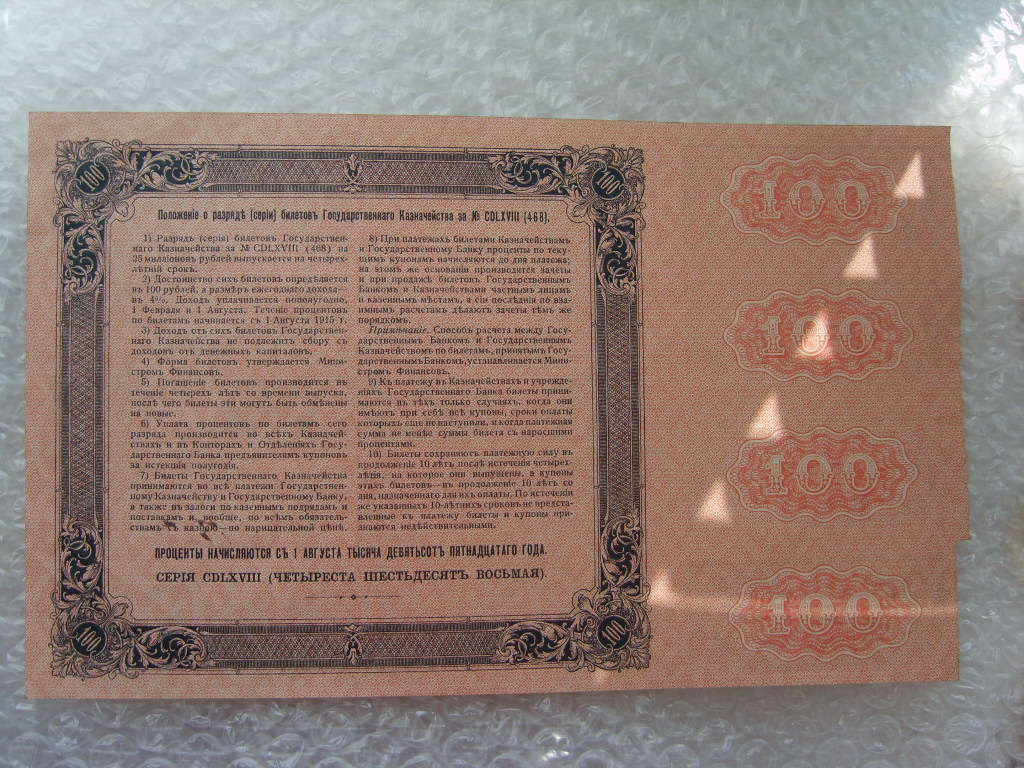 100
100
Положеніе о разрядѣ (серіи) билетовъ Государственнаго Казначейства за № CDLXVIII (468).
1) Разрядъ (серія) билетовъ Государствен-
наго Казначейства за № CDLXVIII (468) на
25 милліоновъ рублей выпускается на четырех-
лѣтній срокъ.
2) Достоинство сихъ билетовъ опредѣляется
въ 100 рублей, а размѣръ ежегоднаго дохода—
въ 4%. Доходъ уплачивается пополугодно,
1 Февраля и 1 Августа. Теченіе процентовъ
по билетамъ начинается съ 1 Августа 1915 г.
3) Доходъ отъ сихъ билетовъ Государствен-
наго Казначейства не подлежитъ сбору съ
доходовъ отъ денежныхъ капиталовъ.
4) Форма билетовъ утверждается Мини-
стромъ Финансовъ.
5) Погашеніе билетовъ производится въ
теченіе четырехъ лѣтъ со времени выпуска,
послѣ чего билеты эти могутъ быть обмѣнены
на новые.
6) Уплата процентовъ по билетамъ сего
разряда производится во всѣхъ Казначей-
ствахъ и въ Конторахъ и Отдѣленіяхъ Госу-
дарственнаго Банка предъявителямъ купоновъ
за истекшія полугодія.
7) Билеты Государственнаго Казначейства
принимаются во всѣ платежи Государствен-
ному Казначейству и Государственному Банку,
а также въ залоги по казеннымъ подрядамъ и
поставкамъ и, вообще, по всѣмъ обязатель-
ствамъ съ казною—по нарицательной цѣнѣ.
8) При платежахъ билетами Казначействамъ
и Государственному Банку проценты по теку-
щимъ купонамъ начисляются до дня платежа;
на этомъ же основаніи производятся зачеты
и при продажѣ билетовъ Государственнымъ
Банкомъ и Казначействами частнымъ лицамъ
и казеннымъ мѣстамъ, а сіи послѣднія по вза-
имнымъ расчетамъ дѣлаютъ зачеты тѣмъ же
порядкомъ.
Примѣчаніе. Способъ расчета между Госу-
дарственнымъ Банкомъ и Государственнымъ
Казначействомъ по билетамъ, принятымъ Госу-
дарственнымъ Банкомъ, устанавливается Мини-
стромъ Финансовъ.
9) Къ платежу въ Казначействахъ и учрежде-
ніяхъ Государственнаго Банка билеты прини-
маются въ тѣхъ только случаяхъ, когда они
имѣютъ при себѣ всѣ купоны, сроки оплаты
которыхъ еще не наступили, и когда платежная
сумма не менѣе суммы билета съ наросшими
процентами.
10) Билеты сохраняютъ платежную силу въ
продолженіе 10 лѣтъ послѣ истеченія четырех-
лѣтія, на которое они выпущены, а купоны
этихъ билетовъ—въ продолженіе 10 лѣтъ со
дня, назначеннаго для ихъ оплаты. По истеченіи
же указанныхъ 10-лѣтнихъ сроковъ не предста-
вленные къ платежу билеты и купоны при-
знаются недѣйствительными.
ПРОЦЕНТЫ НАЧИСЛЯЮТСЯ СЪ 1 АВГУСТА ТЫСЯЧА ДЕВЯТЬСОТЪ ПЯТНАДЦАТАГО ГОДА.
СЕРІЯ CDLXVIII (ЧЕТЫРЕСТА ШЕСТЬДЕСЯТЪ ВОСЬМАЯ).
100
100
100
100
100
100